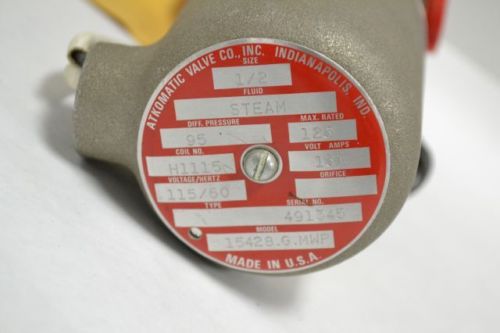 ATKOMATIC VALVE CO., INC. INDIANAPOLIS, IND.
SIZE
1/2
FLUID
STEAM
DIFF. PRESSURE MAX. RATED
95 125
COIL NO. VOLT AMPS
H1115
VOLTAGE/HERTZ ORIFICE
115/60
TYPE SERIAL NO.
491345
MODEL
15428.G.MWP
MADE IN U.S.A.